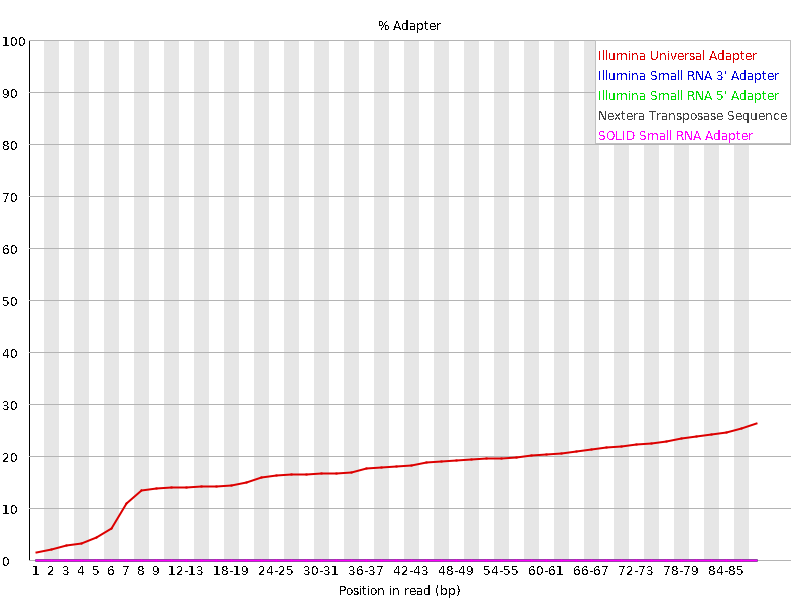 % Adapter
100
90
80
70
60
50
40
30
20
10
0
Illumina Universal Adapter
Illumina Small RNA 3' Adapter
Illumina Small RNA 5' Adapter
Nextera Transposase Sequence
SOLID Small RNA Adapter
1 2 3 4 5 6 7 8 9 12-13 18-19 24-25 30-31 36-37 42-43 48-49 54-55 60-61 66-67 72-73 78-79 84-85
Position in read (bp)